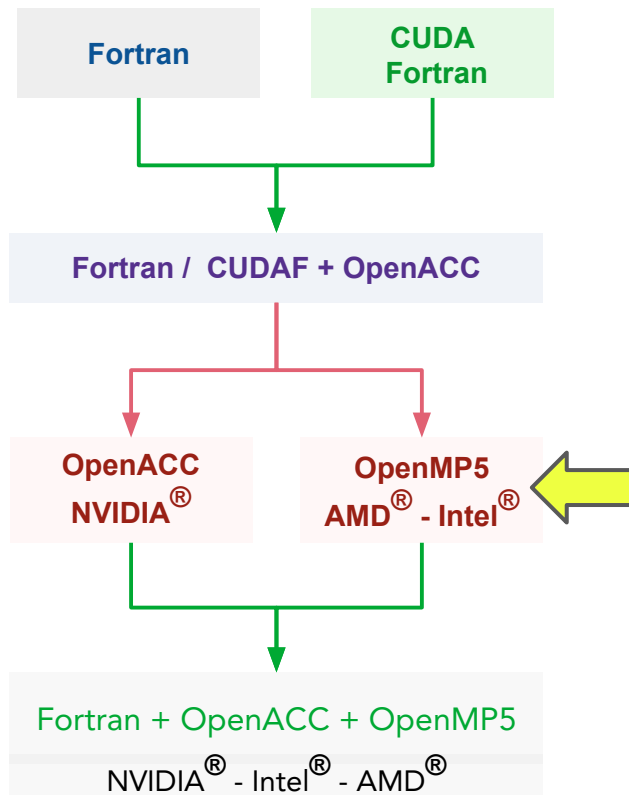 Fortran
CUDA
Fortran
Fortran / CUDAF + OpenACC
OpenACC
NVIDIA®
OpenMP5
AMD® - Intel®
Fortran + OpenACC + OpenMP5
NVIDIA® - Intel® - AMD®